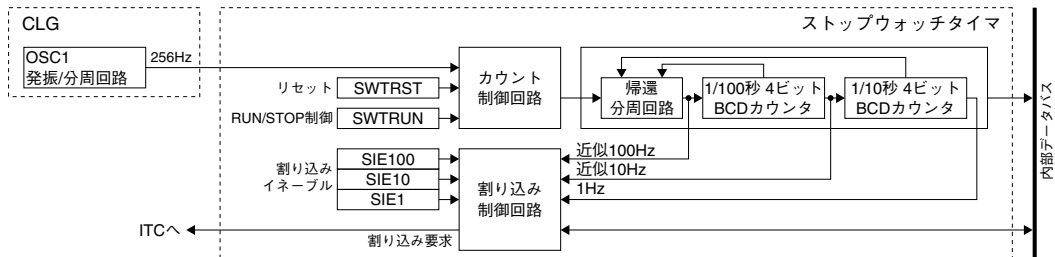 CLG
ストップウォッチタイマ
OSC1
発振/分周回路
256Hz
カウント
制御回路
リセット
SWTRST
RUN/STOP制御
SWTRUN
帰還
分周回路
1/100秒 4ビット
BCDカウンタ
1/10秒 4ビット
BCDカウンタ
内部データバス
割り込み
イネーブル
SIE100
SIE10
SIE1
割り込み
制御回路
近似100Hz
近似10Hz
1Hz
ITCへ
割り込み要求